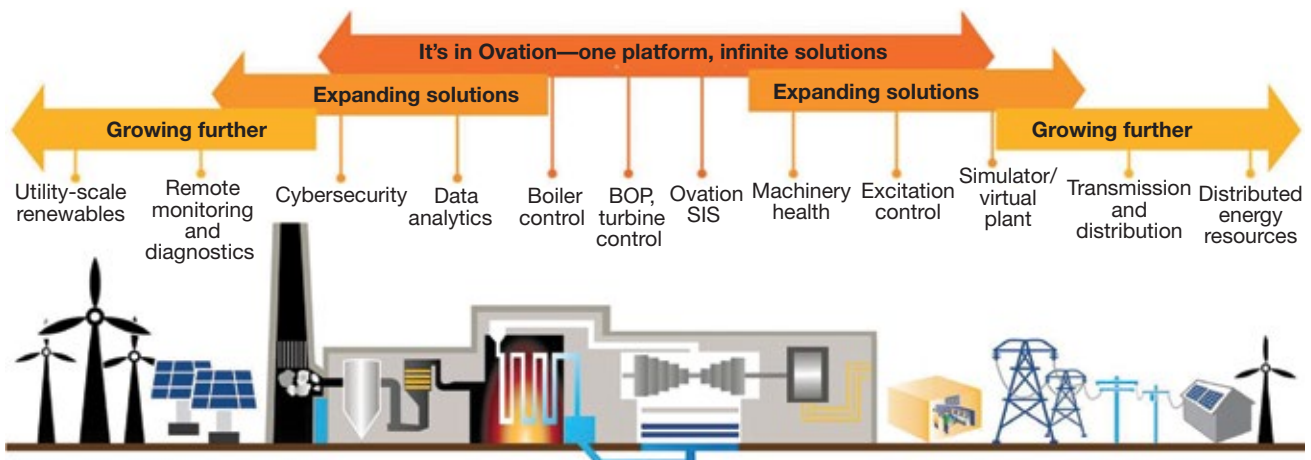 It's in Ovation—one platform, infinite solutions
Expanding solutions
Expanding solutions
Growing further
Growing further
Utility-scale
renewables
Remote
monitoring
and
diagnostics
Cybersecurity
Data
analytics
Boiler
control
BOP,
turbine
control
Ovation
SIS
Machinery
health
Excitation
control
Simulator/
virtual
plant
Transmission
and
distribution
Distributed
energy
resources